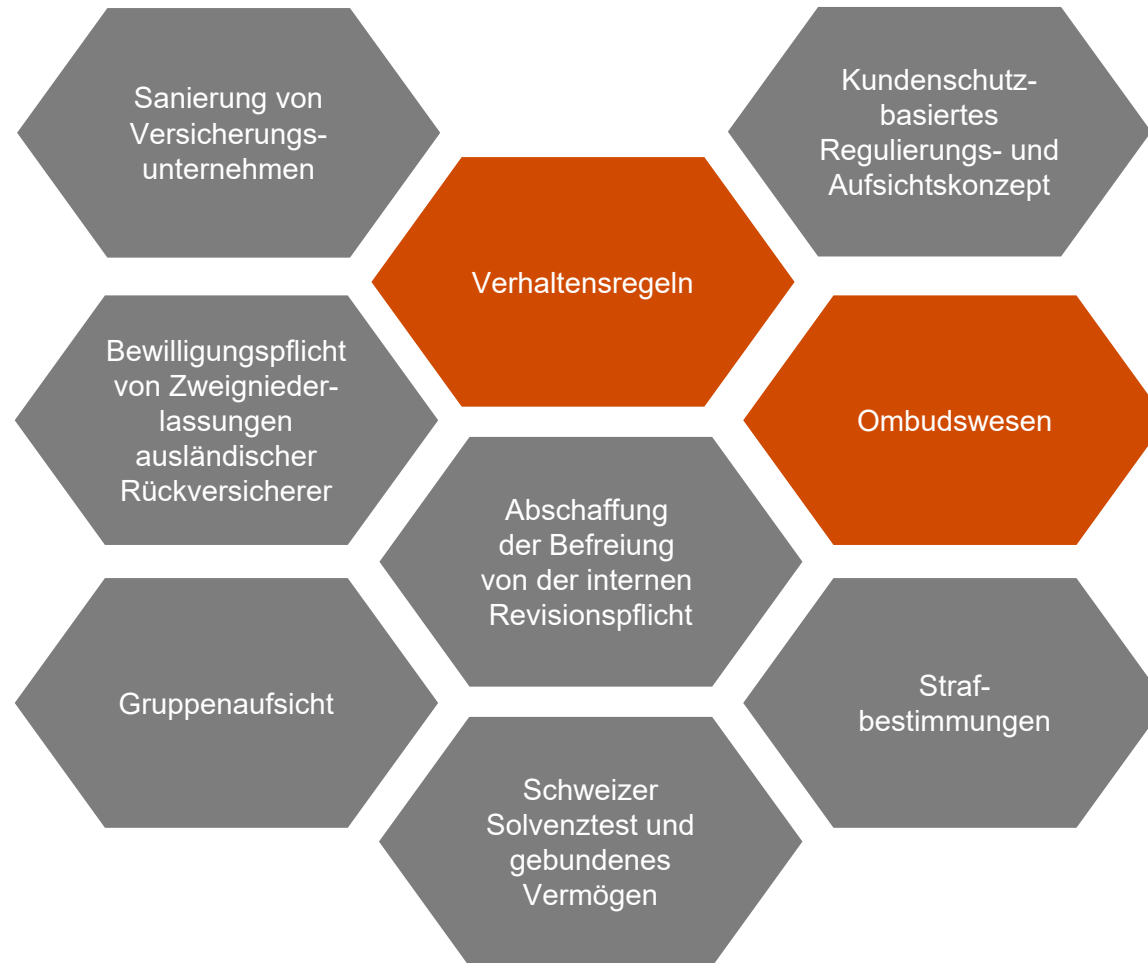 Sanierung von
Versicherungs-
unternehmen
Kundenschutz-
basiertes
Regulierungs- und
Aufsichtskonzept
Verhaltensregeln
Bewilligungspflicht
von Zweignieder-
lassungen
ausländischer
Rückversicherer
Ombudswesen
Abschaffung
der Befreiung
von der internen
Revisionspflicht
Gruppenaufsicht
Straf-
bestimmungen
Schweizer
Solvenztest und
gebundenes
Vermögen